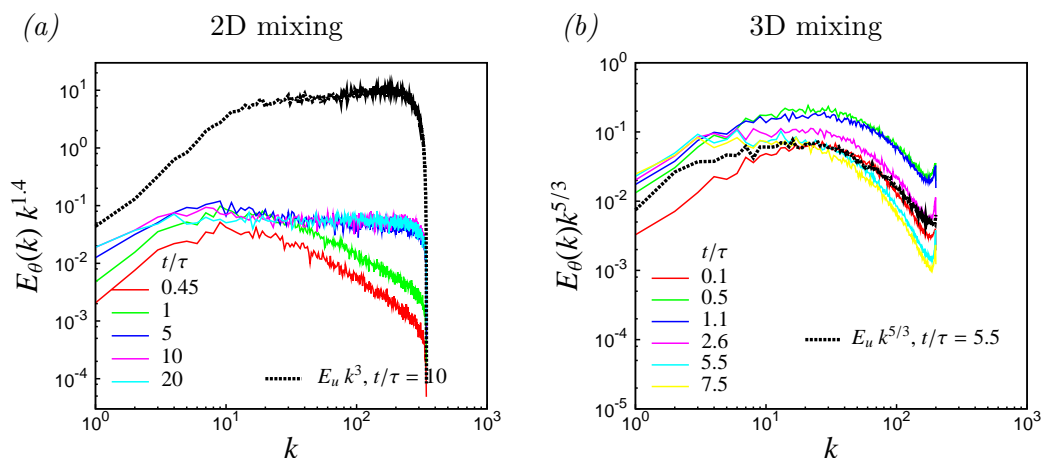 (a) 2D mixing
10^1
10^0
10^-1
10^-2
10^-3
10^-4
E_θ(k) k^1.4
t/τ
0.45
1
5
10
20
E_u k^3, t/τ = 10
10^0 10^1 10^2 10^3
k
(b) 3D mixing
10^0
10^-1
10^-2
10^-3
10^-4
10^-5
E_θ(k)k^5/3
t/τ
0.1
0.5
1.1
2.6
5.5
7.5
E_u k^5/3, t/τ = 5.5
10^0 10^1 10^2 10^3
k